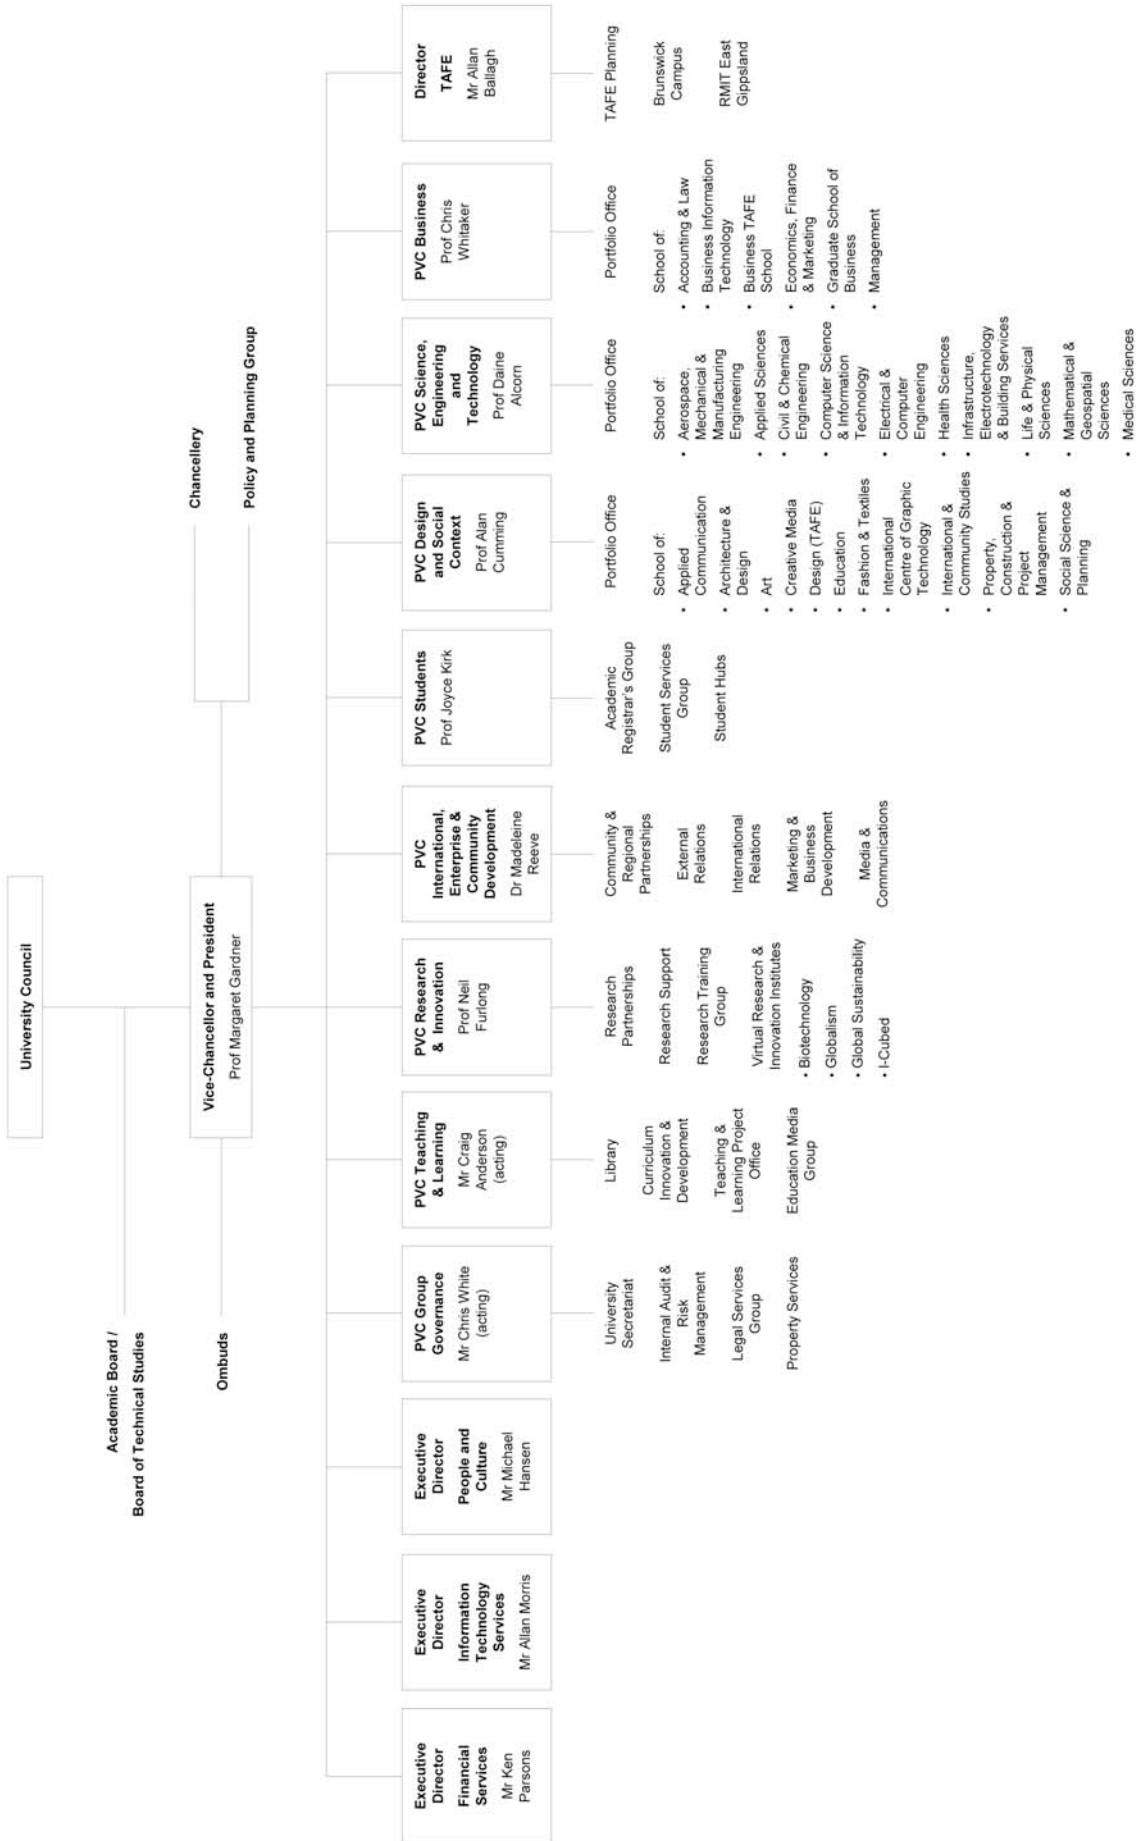 University Council
Academic Board /
Board of Technical Studies
Vice-Chancellor and President
Prof Margaret Gardner
Ombuds
Chancellery
Policy and Planning Group
Executive
Director
Financial
Services
Mr Ken
Parsons
Executive
Director
Information
Technology
Services
Mr Allan Morris
Executive
Director
People and
Culture
Mr Michael
Hansen
PVC Group
Governance
Mr Chris White
(acting)
University
Secretariat
Internal Audit &
Risk
Management
Legal Services
Group
Property Services
PVC Teaching
& Learning
Mr Craig
Anderson
(acting)
Library
Curriculum
Innovation &
Development
Teaching &
Learning Project
Office
Education Media
Group
PVC Research
& Innovation
Prof Neil
Furlong
Research
Partnerships
Research Support
Research Training
Group
Virtual Research &
Innovation Institutes
• Biotechnology
• Globalism
• Global Sustainability
• I-Cubed
PVC
International,
Enterprise &
Community
Development
Dr Madeleine
Reeve
Community &
Regional
Partnerships
External
Relations
International
Relations
Marketing &
Business
Development
Media &
Communications
PVC Students
Prof Joyce Kirk
Academic
Registrar's Group
Student Services
Group
Student Hubs
PVC Design
and Social
Context
Prof Alan
Cumming
Portfolio Office
School of:
• Applied
Communication
• Architecture &
Design
• Art
• Creative Media
• Design (TAFE)
• Education
• Fashion & Textiles
• International
Centre of Graphic
Technology
• International &
Community Studies
• Property,
Construction &
Project
Management
• Social Science &
Planning
PVC Science,
Engineering
and
Technology
Prof Daine
Alcorn
Portfolio Office
School of:
• Aerospace,
Mechanical &
Manufacturing
Engineering
• Applied Sciences
• Civil & Chemical
Engineering
• Computer Science
& Information
Technology
• Electrical &
Computer
Engineering
• Health Sciences
• Infrastructure,
Electrotechnology
& Building Services
• Life & Physical
Sciences
• Mathematical &
Geospatial
Sciences
• Medical Sciences
PVC Business
Prof Chris
Whitaker
Portfolio Office
School of:
• Accounting & Law
• Business Information
Technology
• Business TAFE
School
• Economics, Finance
& Marketing
• Graduate School of
Business
• Management
Director
TAFE
Mr Allan
Ballagh
TAFE Planning
Brunswick
Campus
RMIT East
Gippsland